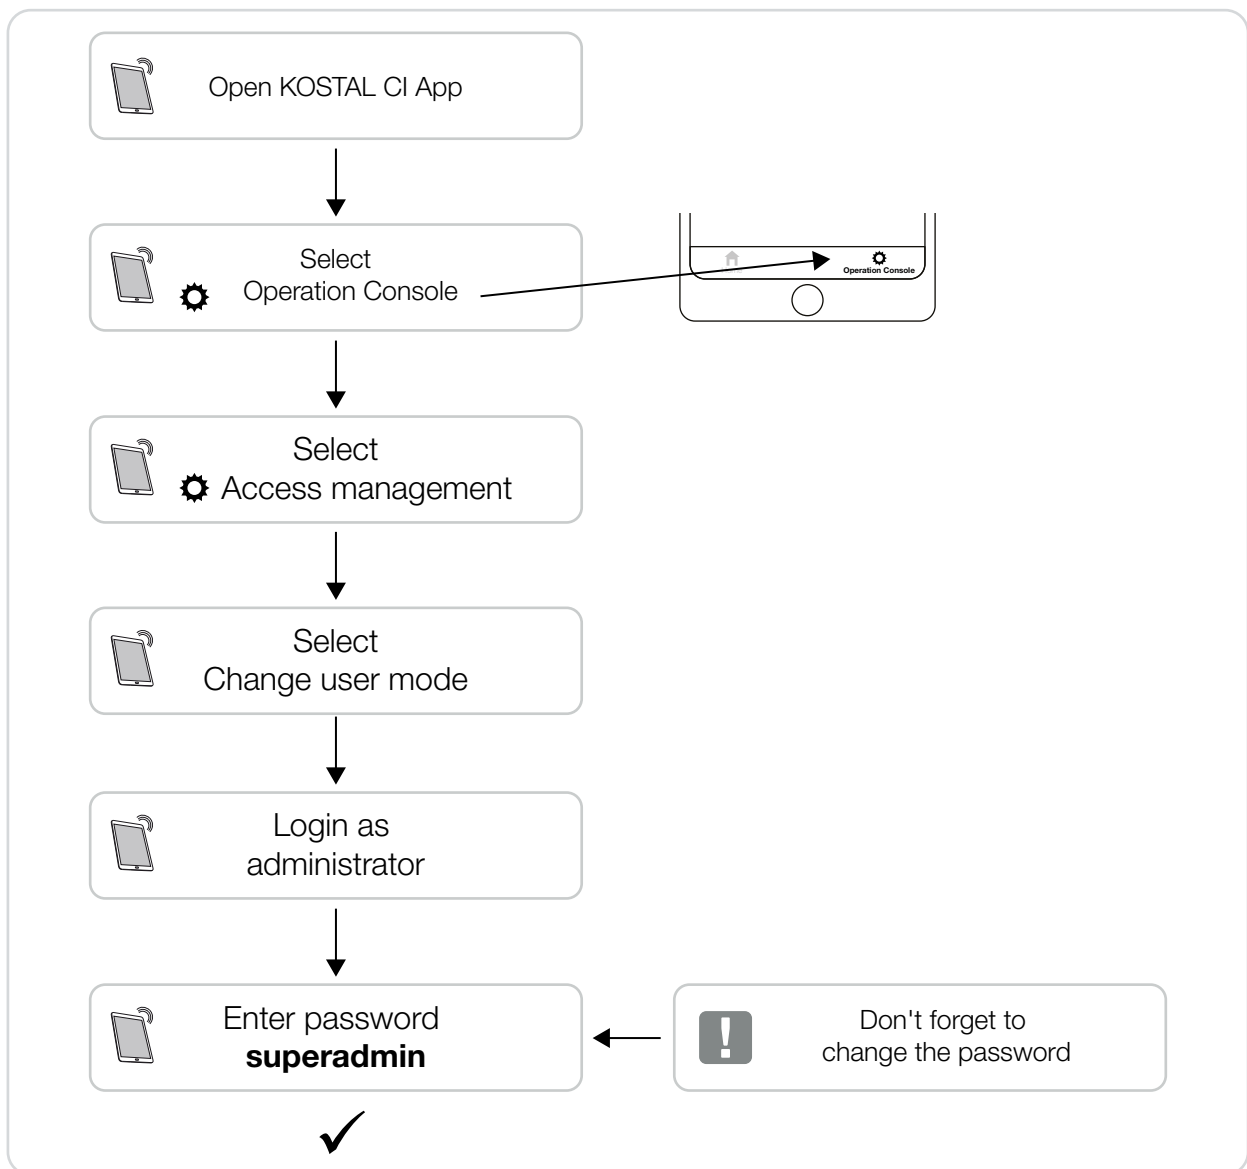 Open KOSTAL CI App
Select
Operation Console
Operation Console
Select
Access management
Select
Change user mode
Login as
administrator
Enter password
superadmin
Don't forget to
change the password